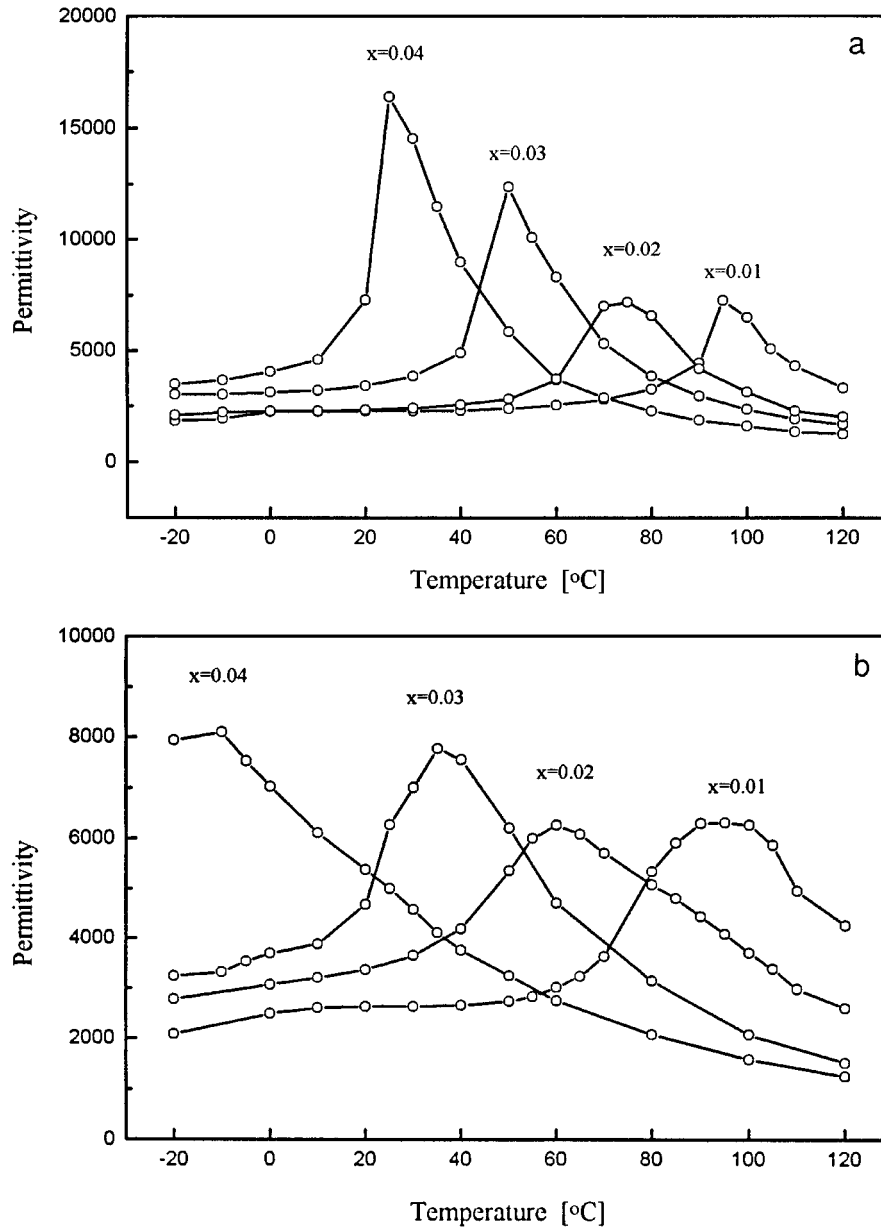 20000
a
x=0.04
15000
x=0.03
10000
x=0.02
x=0.01
Permittivity
5000
0
-20 0 20 40 60 80 100 120
Temperature [°C]
10000
b
x=0.04
x=0.03
8000
x=0.02
x=0.01
6000
Permittivity
4000
2000
0
-20 0 20 40 60 80 100 120
Temperature [°C]